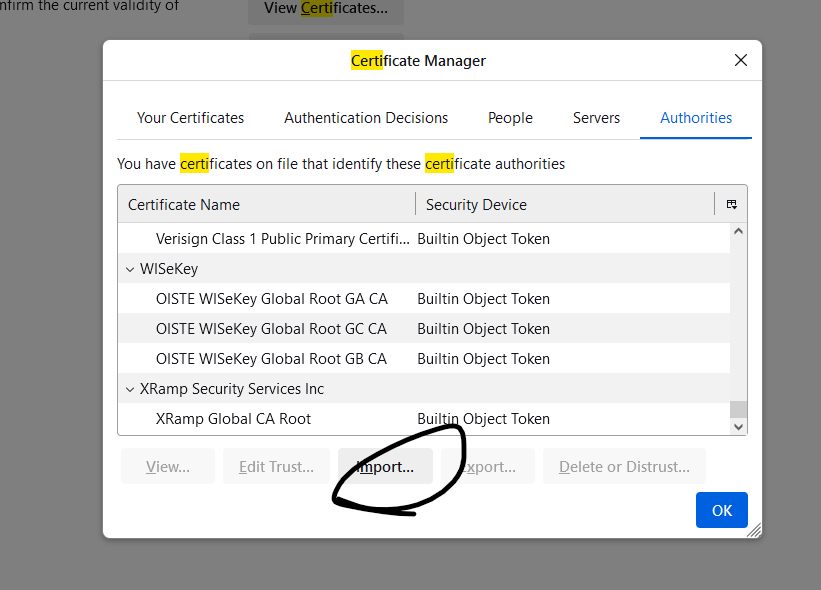 nfirm the current validity of
View Certificates...
Certificate Manager
Your Certificates Authentication Decisions People Servers Authorities
You have certificates on file that identify these certificate authorities
Certificate Name Security Device
Verisign Class 1 Public Primary Certifi... Builtin Object Token
WISeKey
OISTE WISeKey Global Root GA CA Builtin Object Token
OISTE WISeKey Global Root GC CA Builtin Object Token
OISTE WISeKey Global Root GB CA Builtin Object Token
XRamp Security Services Inc
XRamp Global CA Root Builtin Object Token
View... Edit Trust... Import... Export... Delete or Distrust...
OK